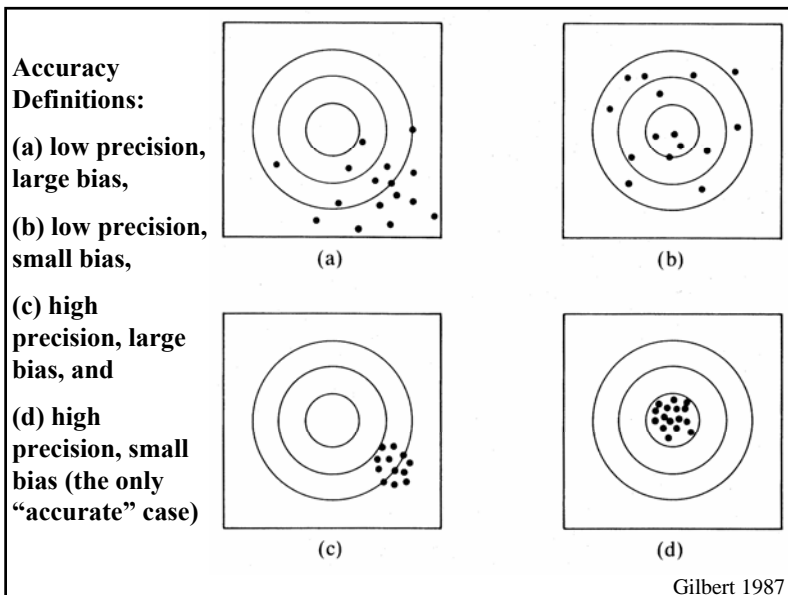 Accuracy
Definitions:
(a) low precision,
large bias,
(b) low precision,
small bias,
(c) high
precision, large
bias, and
(d) high
precision, small
bias (the only
“accurate” case)
(a)
(b)
(c)
(d)
Gilbert 1987